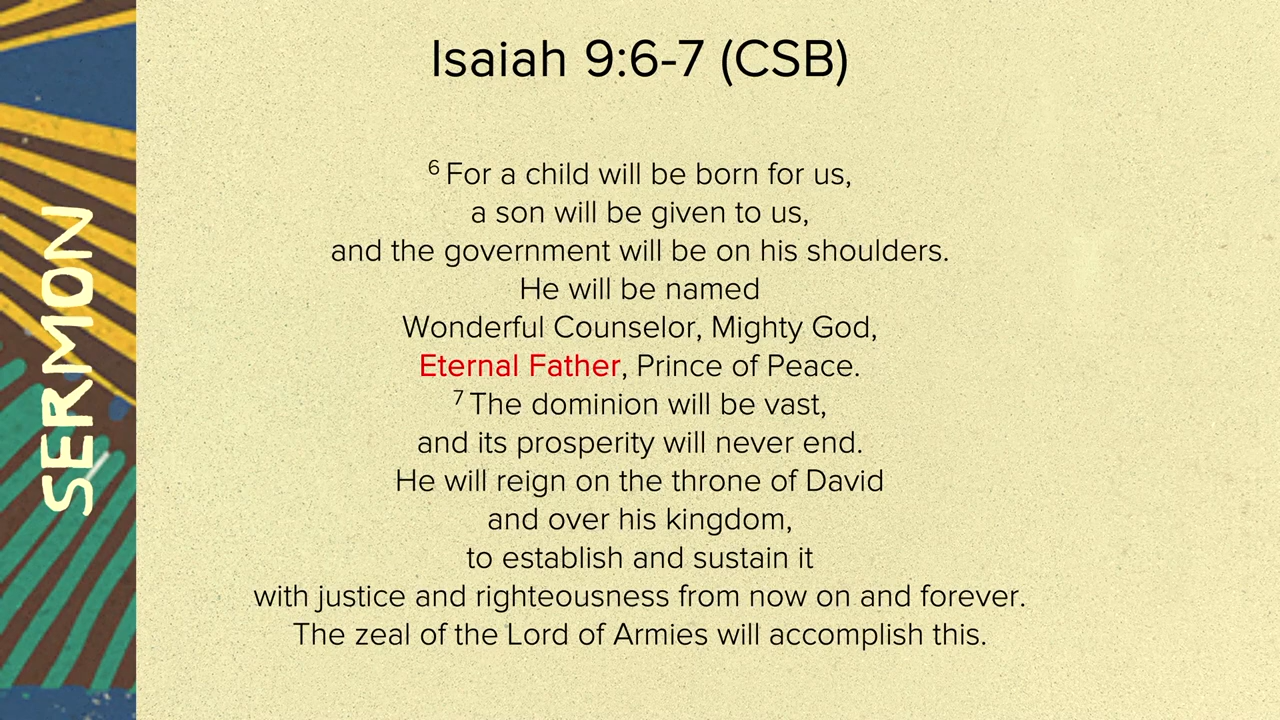 SERMON
Isaiah 9:6-7 (CSB)
6 For a child will be born for us,
a son will be given to us,
and the government will be on his shoulders.
He will be named
Wonderful Counselor, Mighty God,
Eternal Father, Prince of Peace.
7 The dominion will be vast,
and its prosperity will never end.
He will reign on the throne of David
and over his kingdom,
to establish and sustain it
with justice and righteousness from now on and forever.
The zeal of the Lord of Armies will accomplish this.